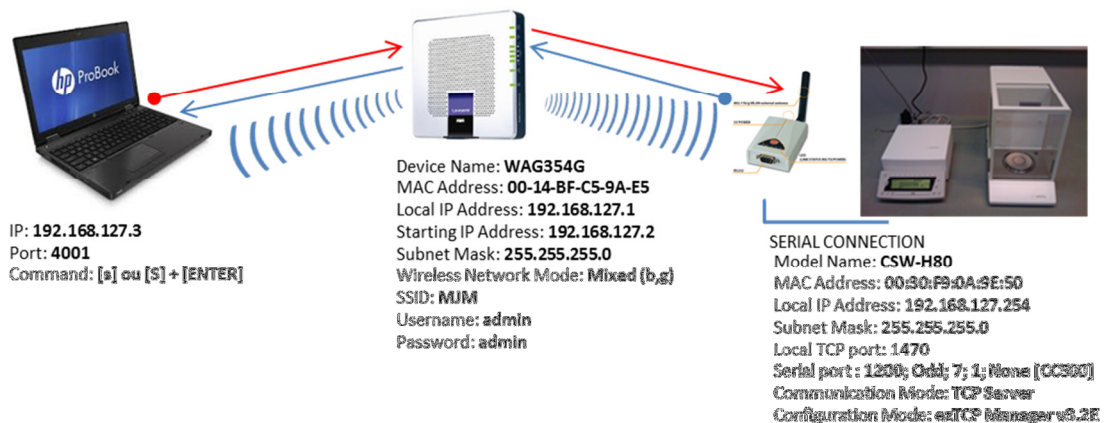 hp ProBook
IP: 192.168.127.3
Port: 4001
Command: [s] ou [S] + [ENTER]
Device Name: WAG354G
MAC Address: 00-14-BF-C5-9A-E5
Local IP Address: 192.168.127.1
Starting IP Address: 192.168.127.2
Subnet Mask: 255.255.255.0
Wireless Network Mode: Mixed (b,g)
SSID: MJM
Username: admin
Password: admin
SERIAL CONNECTION
Model Name: CSW-H80
MAC Address: 00:30:F9:0A:9E:50
Local IP Address: 192.168.127.254
Subnet Mask: 255.255.255.0
Local TCP port: 1470
Serial port : 1200; Odd; 7; 1; None [CC500]
Communication Mode: TCP Server
Configuration Mode: ezTCP Manager v3.2E